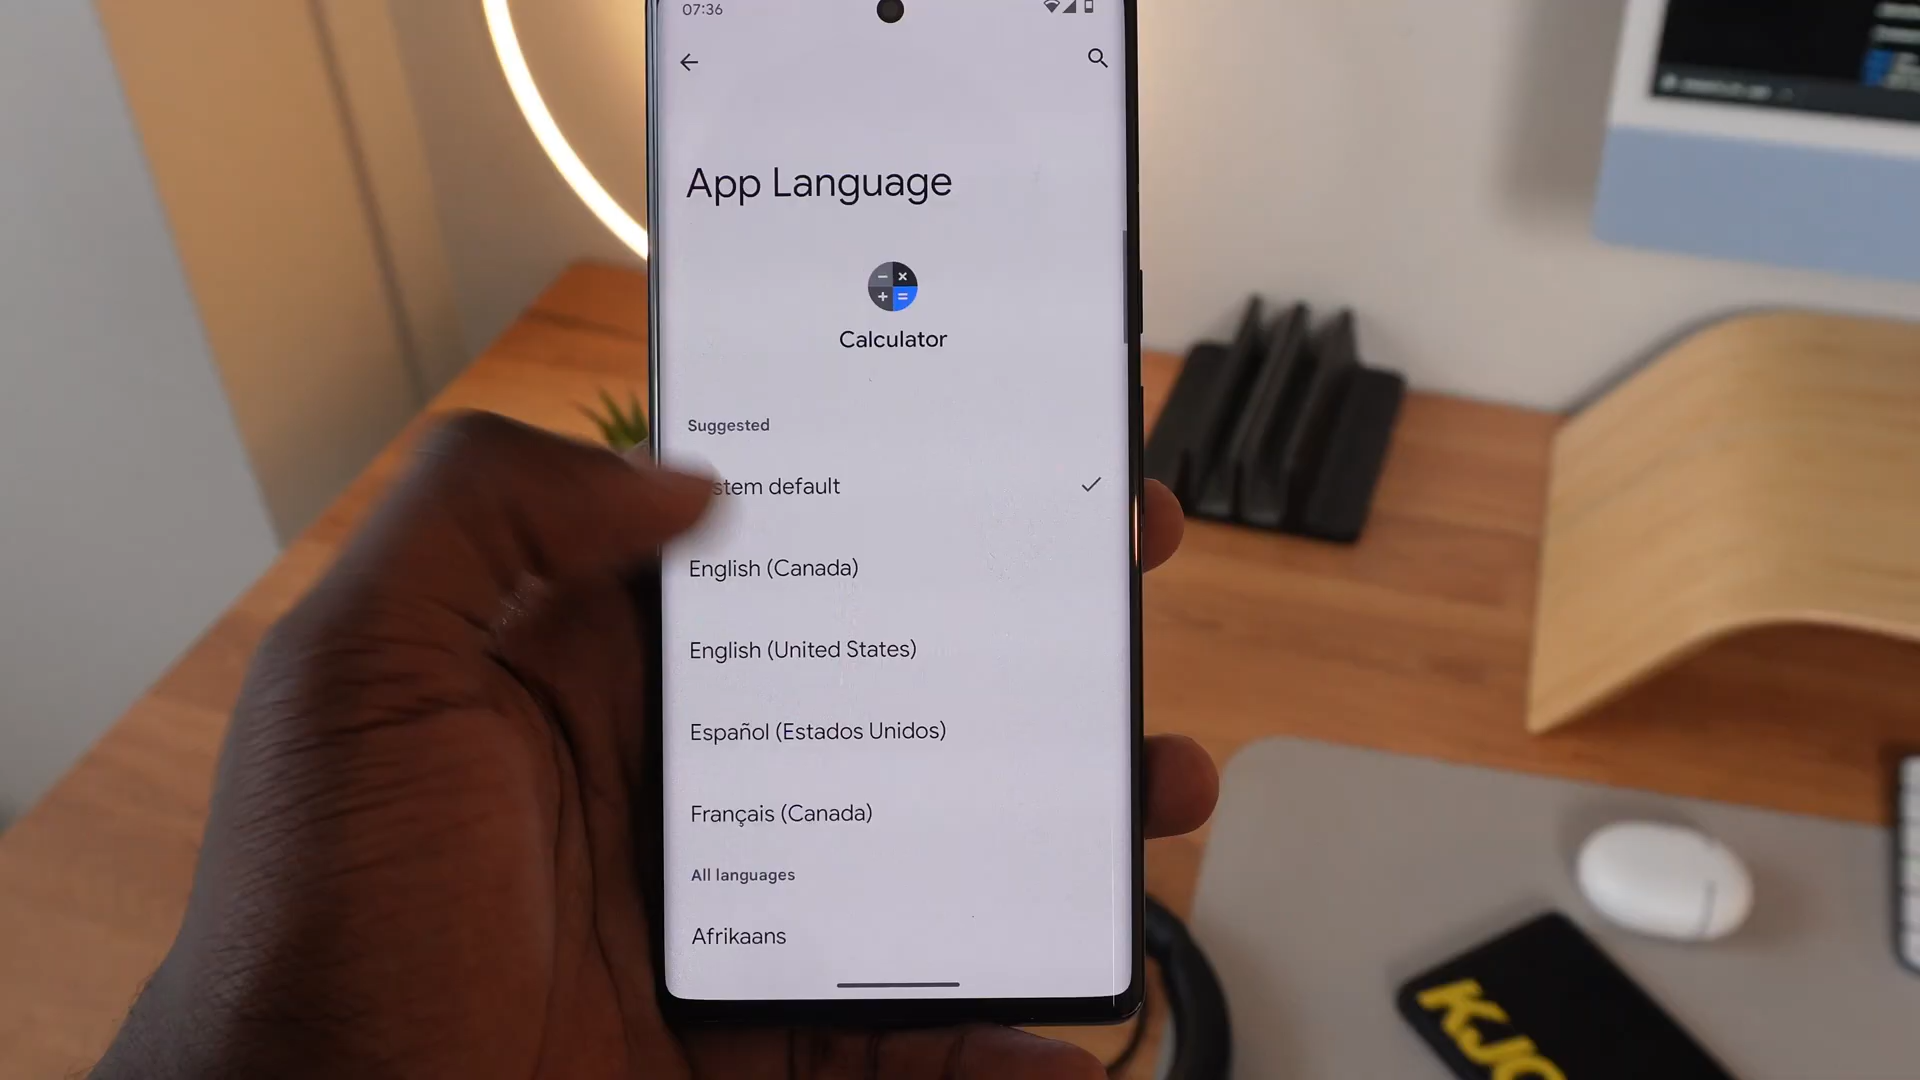 07:36
App Language
Calculator
Suggested
stem default
English (Canada)
English (United States)
Español (Estados Unidos)
Français (Canada)
All languages
Afrikaans
KJO